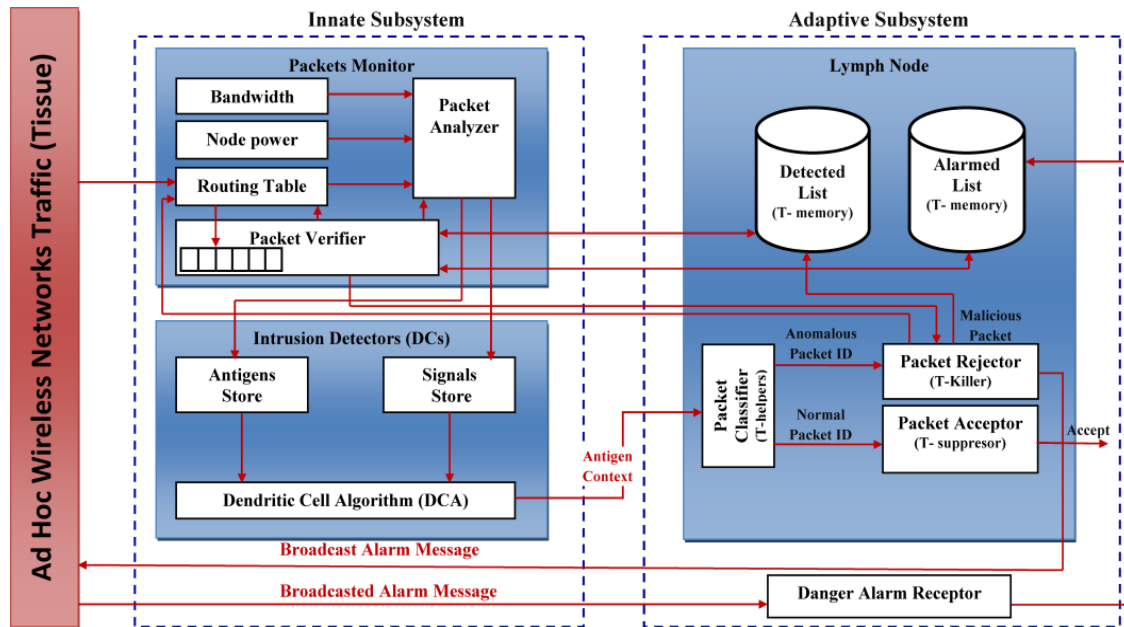 Innate Subsystem
Adaptive Subsystem
Ad Hoc Wireless Networks Traffic (Tissue)
Packets Monitor
Bandwidth
Node power
Routing Table
Packet
Analyzer
Packet Verifier
Intrusion Detectors (DCs)
Antigens
Store
Signals
Store
Dendritic Cell Algorithm (DCA)
Antigen
Context
Lymph Node
Detected
List
(T- memory)
Alarmed
List
(T- memory)
Packet
Classifier
(T-helpers)
Anomalous
Packet ID
Malicious
Packet
Normal
Packet ID
Packet Rejector
(T-Killer)
Packet Acceptor
(T- suppresor)
Accept
Broadcast Alarm Message
Broadcasted Alarm Message
Danger Alarm Receptor